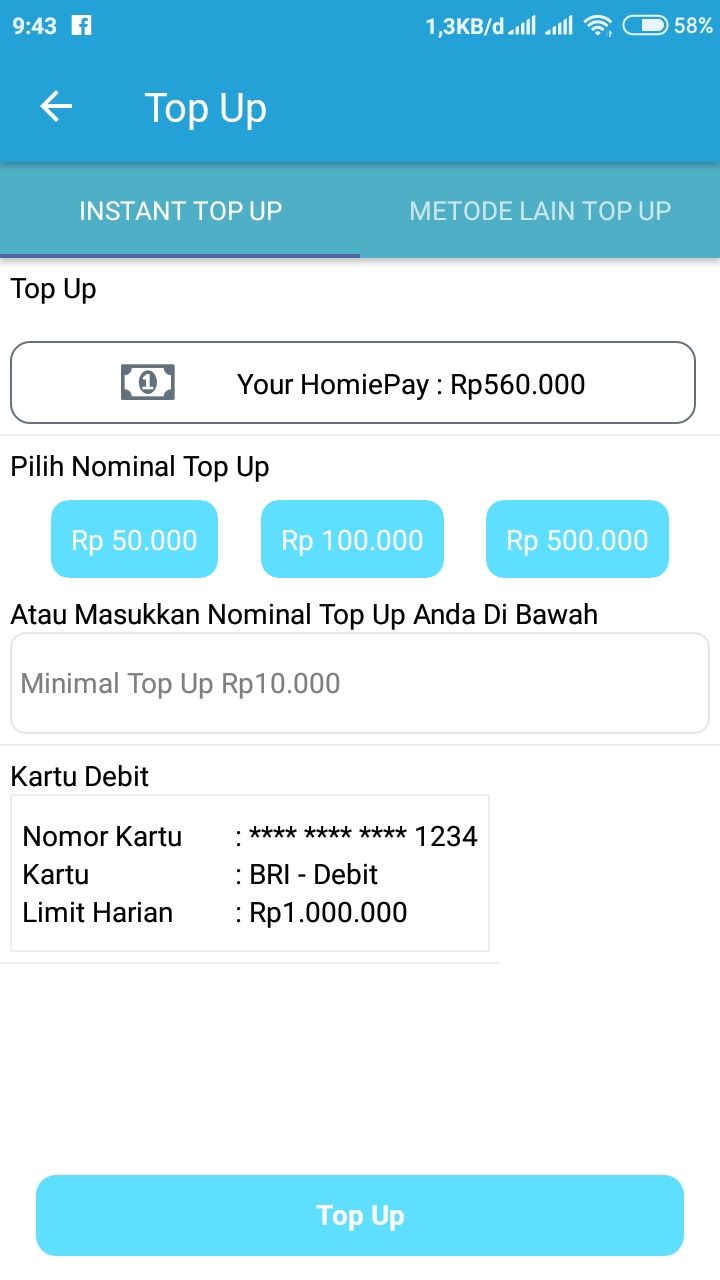 9:43 1,3KB/d 58%
Top Up
INSTANT TOP UP METODE LAIN TOP UP
Top Up
1 Your HomiePay : Rp560.000
Pilih Nominal Top Up
Rp 50.000 Rp 100.000 Rp 500.000
Atau Masukkan Nominal Top Up Anda Di Bawah
Minimal Top Up Rp10.000
Kartu Debit
Nomor Kartu : **** **** **** 1234
Kartu : BRI - Debit
Limit Harian : Rp1.000.000
Top Up